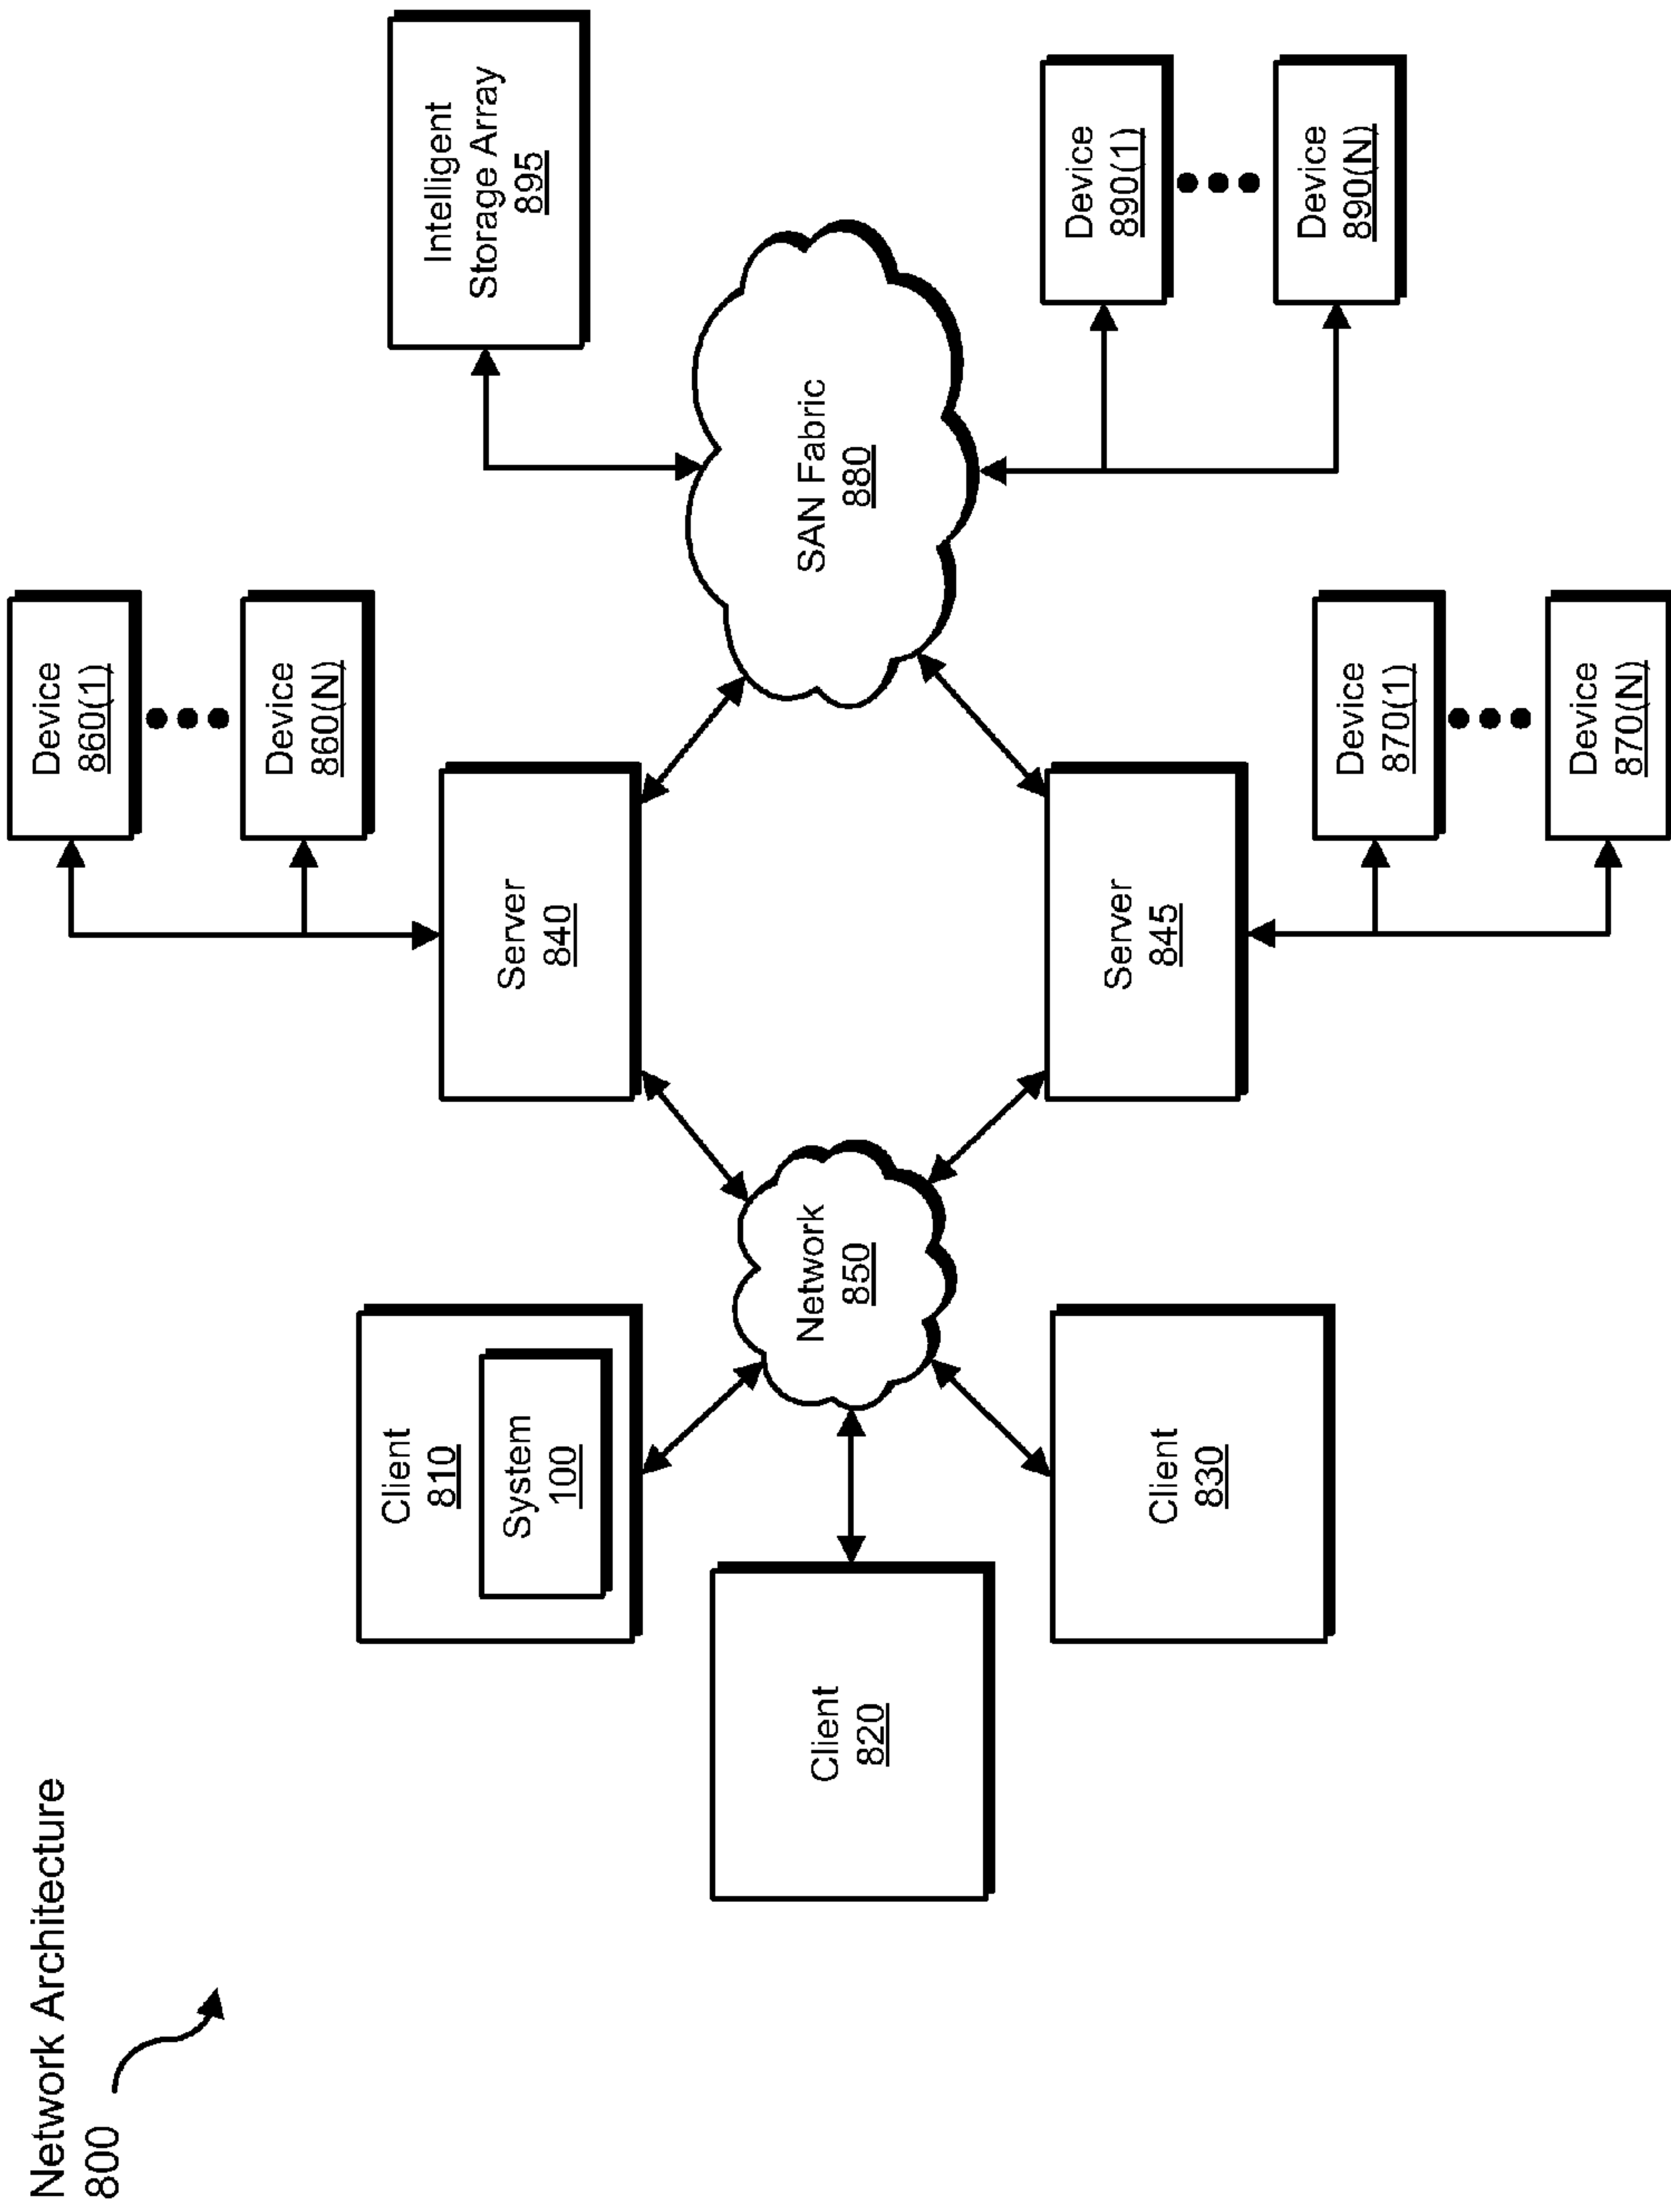 Network Architecture
800
Device
860(1)
Device
860(N)
Intelligent
Storage Array
895
Client
810
System
100
Server
840
Client
820
Network
850
SAN Fabric
880
Client
830
Server
845
Device
890(1)
Device
890(N)
Device
870(1)
Device
870(N)